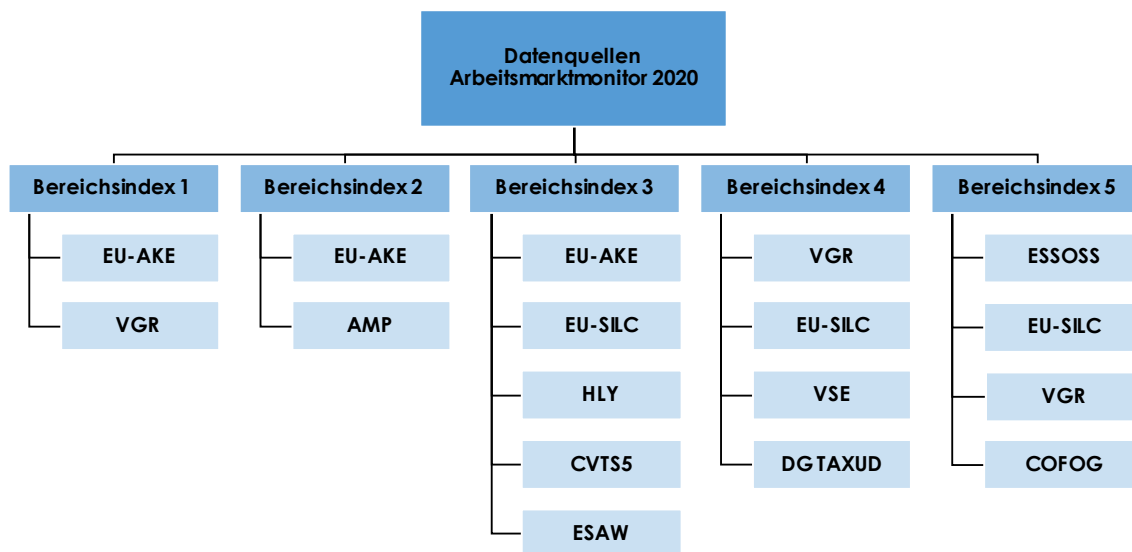 Datenquellen
Arbeitsmarktmonitor 2020
Bereichsindex 1
EU-AKE
VGR
Bereichsindex 2
EU-AKE
AMP
Bereichsindex 3
EU-AKE
EU-SILC
HLY
CVTS5
ESAW
Bereichsindex 4
VGR
EU-SILC
VSE
DG TAXUD
Bereichsindex 5
ESSOSS
EU-SILC
VGR
COFOG